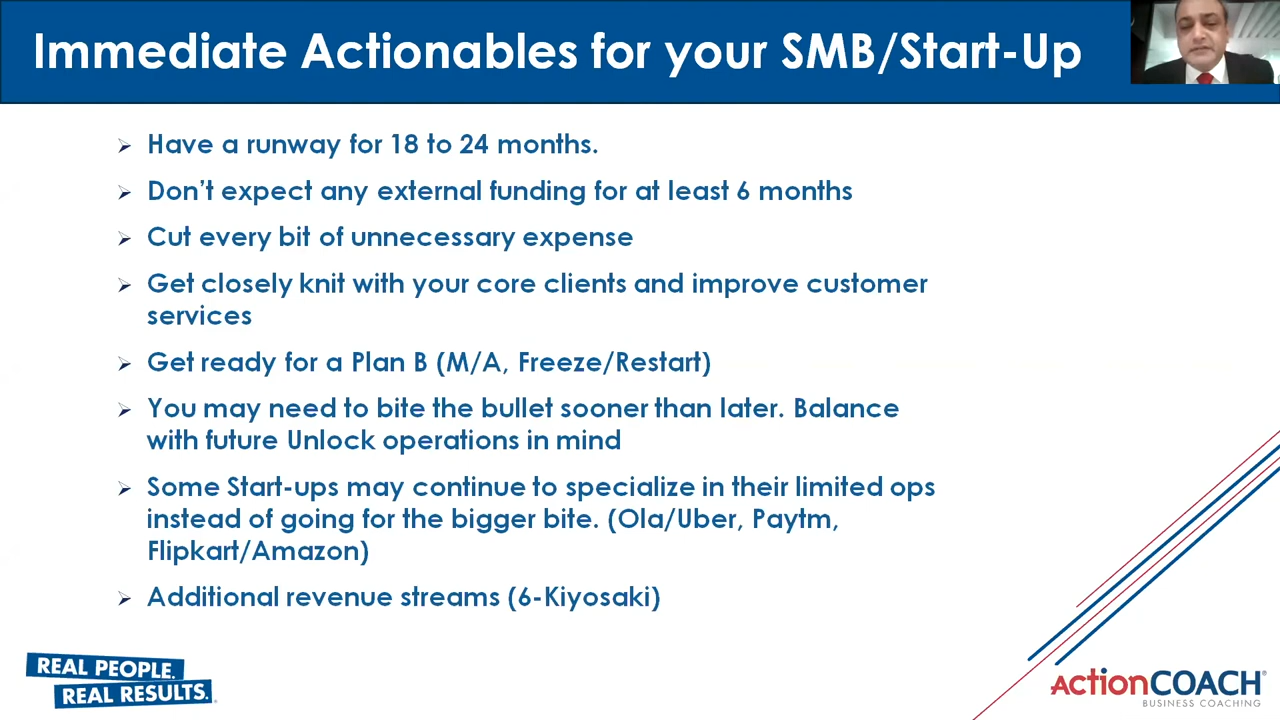 Immediate Actionables for your SMB/Start-Up
Have a runway for 18 to 24 months.
Don't expect any external funding for at least 6 months
Cut every bit of unnecessary expense
Get closely knit with your core clients and improve customer
services
Get ready for a Plan B (M/A, Freeze/Restart)
You may need to bite the bullet sooner than later. Balance
with future Unlock operations in mind
Some Start-ups may continue to specialize in their limited ops
instead of going for the bigger bite. (Ola/Uber, Paytm,
Flipkart/Amazon)
Additional revenue streams (6-Kiyosaki)
REAL PEOPLE.
REAL RESULTS.
ActionCOACH
BUSINESS COACHING